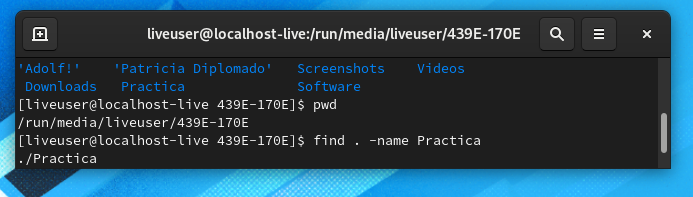 liveuser@localhost-live:/run/media/liveuser/439E-170E
'Adolf!' 'Patricia Diplomado' Screenshots Videos
Downloads Practica Software
[liveuser@localhost-live 439E-170E]$ pwd
/run/media/liveuser/439E-170E
[liveuser@localhost-live 439E-170E]$ find . -name Practica
./Practica